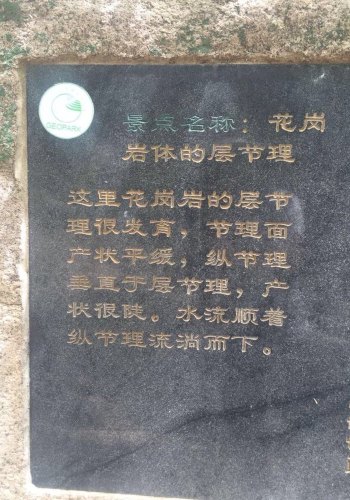 GEOPARK
景点名称：花岗
岩体的层节理
这里花岗岩的层节
理很发育，节理面
产状平缓，纵节理
垂直于层节理，产
状很陡。水流顺着
纵节理流淌而下。